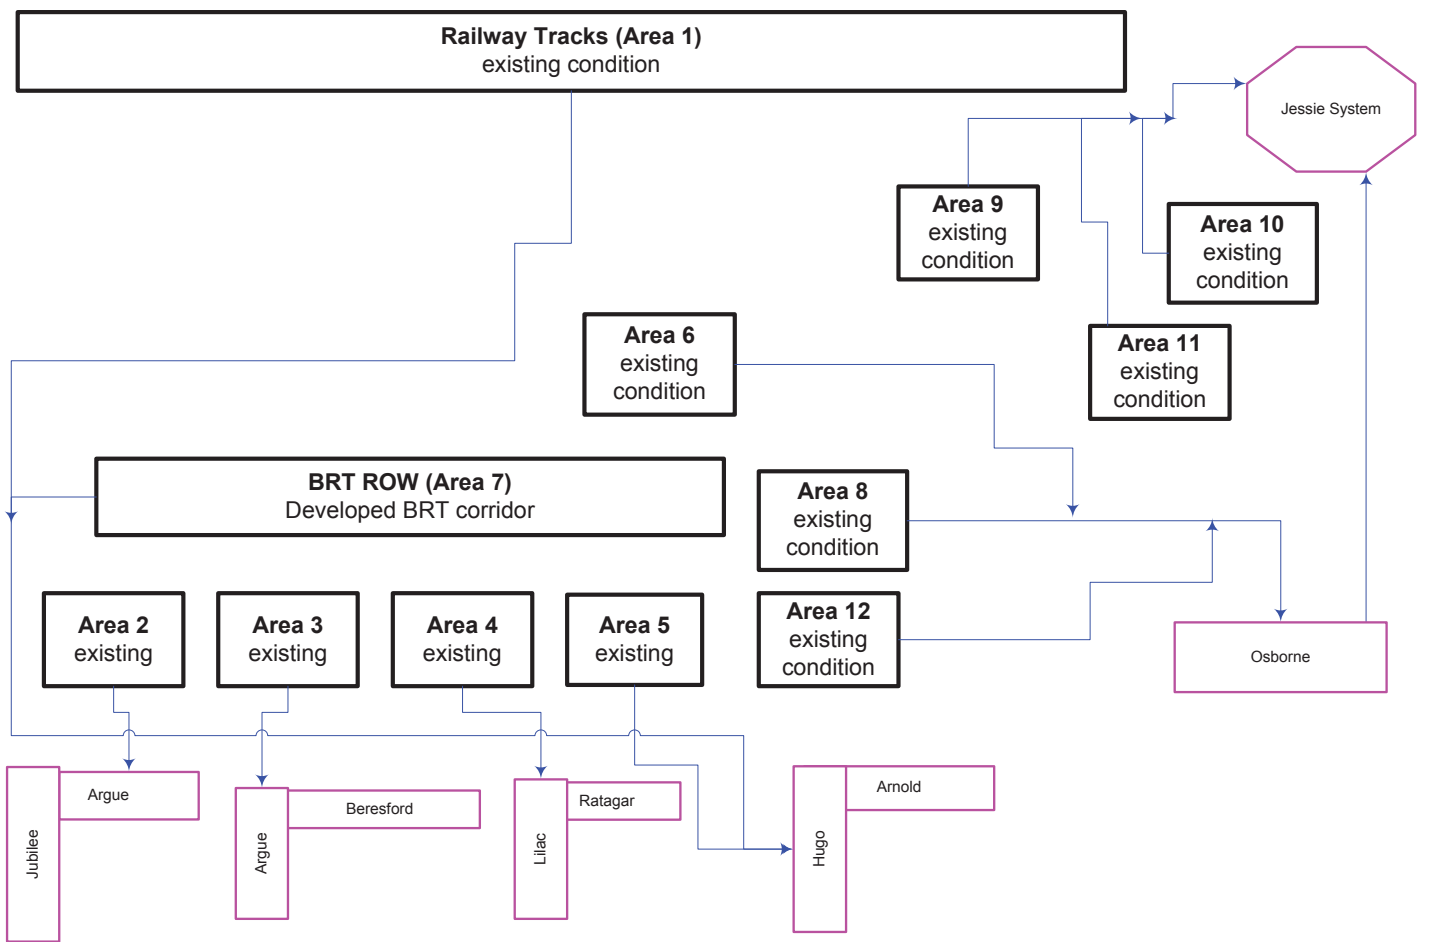 Railway Tracks (Area 1)
existing condition
Jessie System
Area 9
existing
condition
Area 10
existing
condition
Area 6
existing
condition
Area 11
existing
condition
BRT ROW (Area 7)
Developed BRT corridor
Area 8
existing
condition
Area 2
existing
Area 3
existing
Area 4
existing
Area 5
existing
Area 12
existing
condition
Osborne
Jubilee
Argue
Argue
Beresford
Lilac
Ratagar
Hugo
Arnold